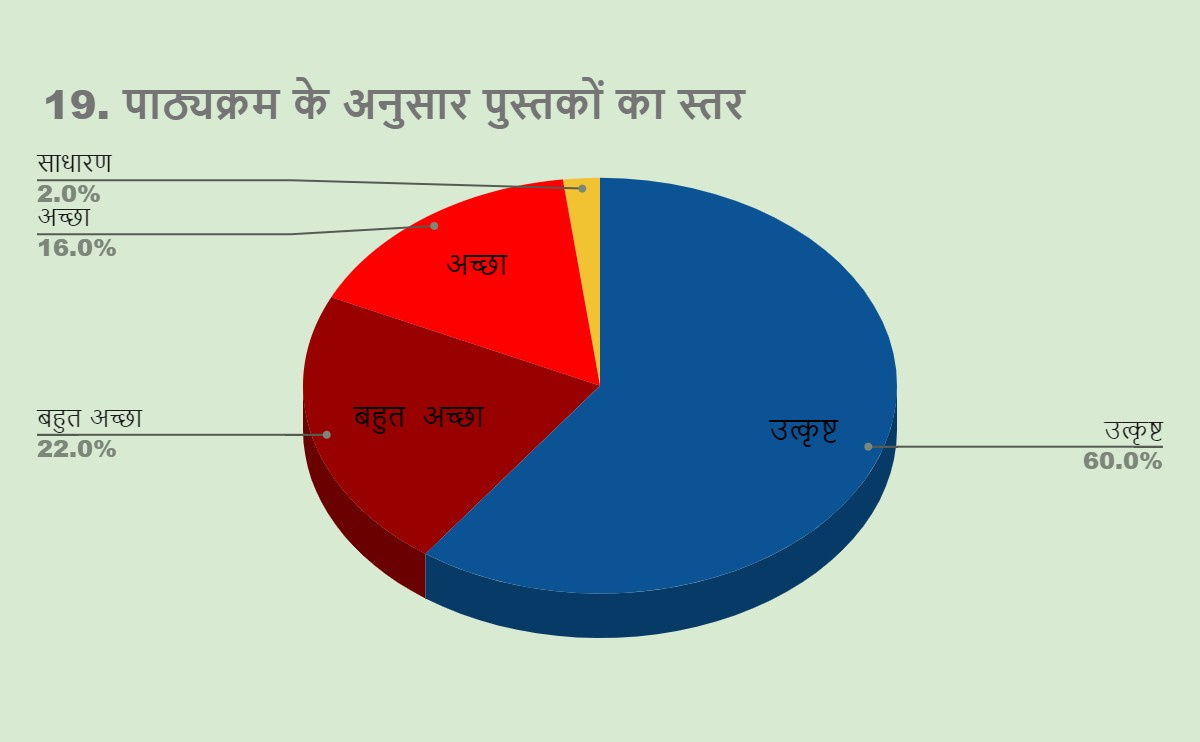 19. पाठ्यक्रम के अनुसार पुस्तकों का स्तर
साधारण
2.0%
अच्छा
16.0%
अच्छा
बहुत अच्छा
22.0%
बहुत अच्छा
उत्कृष्ट
उत्कृष्ट
60.0%